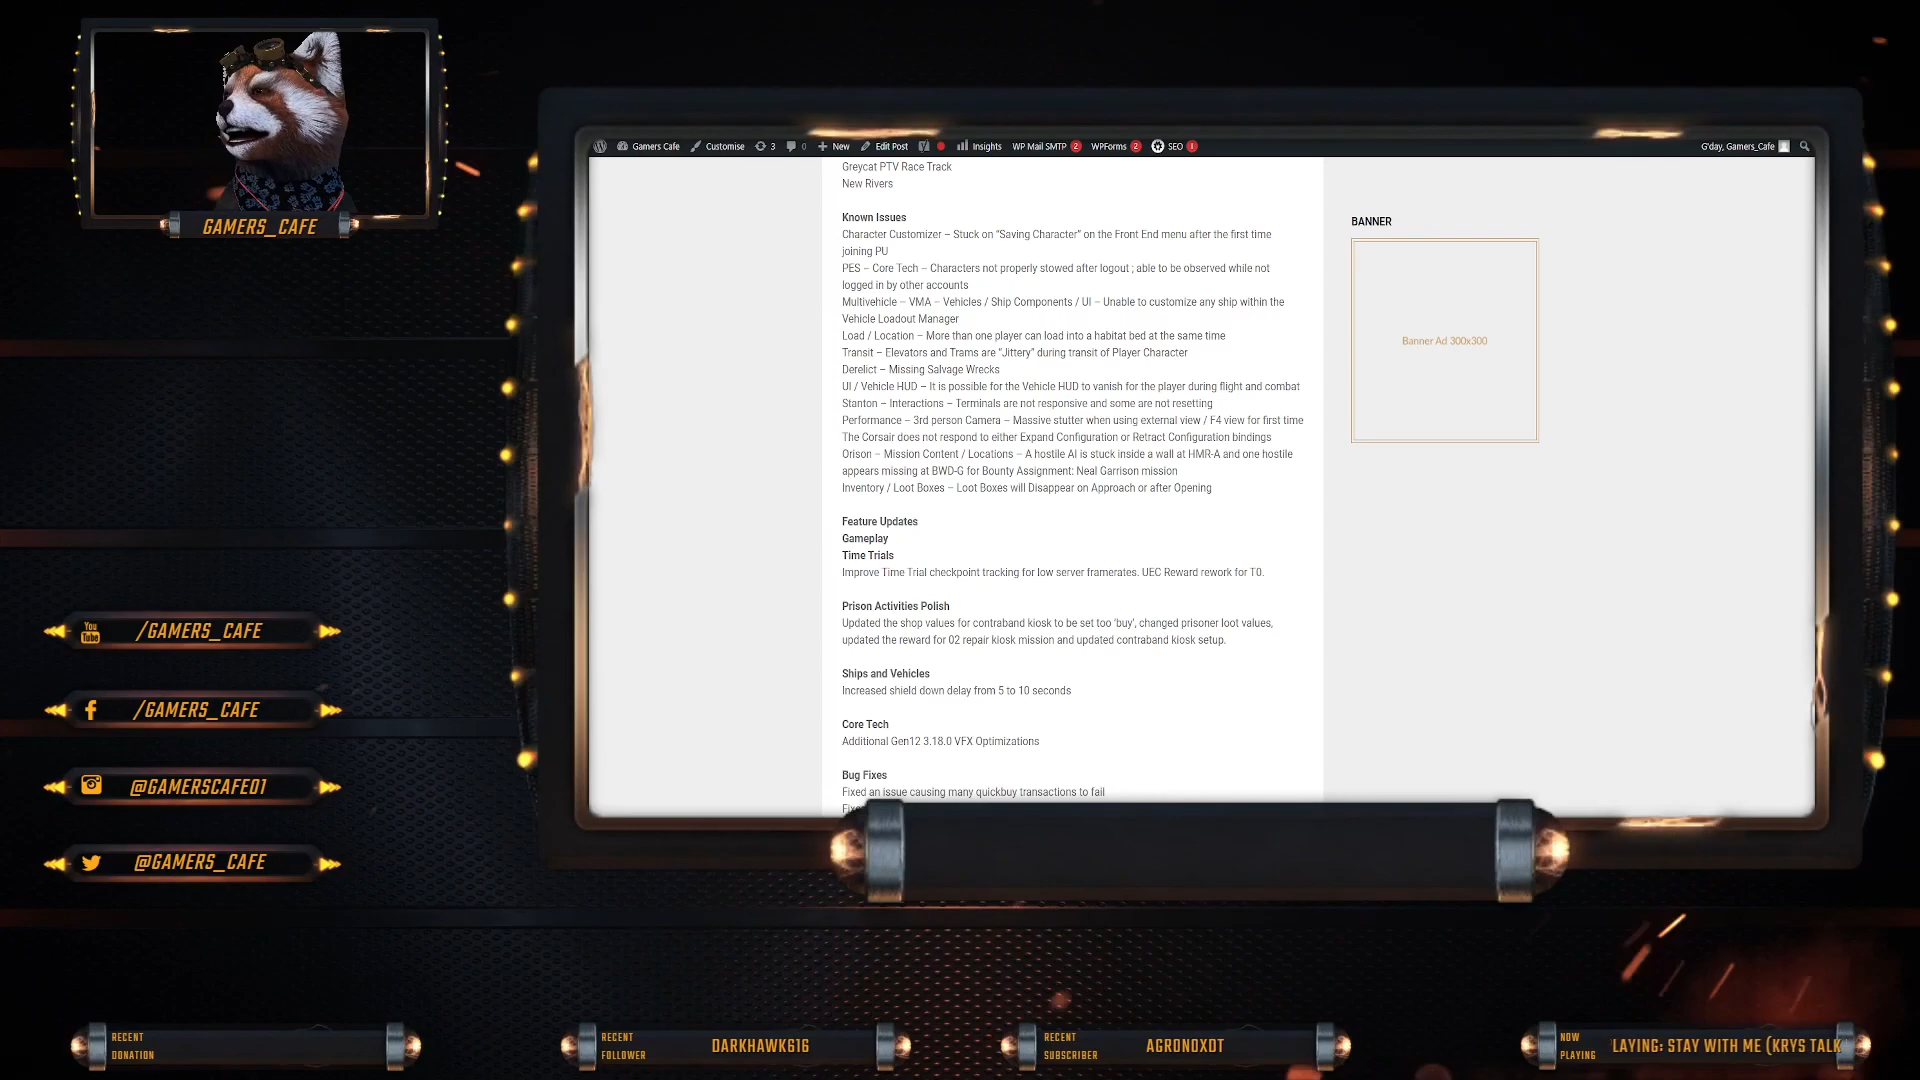 GAMERS_CAFE
Gamers Cafe Customise 3 0 New Edit Post Insights WP Mail SMTP 2 WPForms 2 SEO 1 G'day, Gamers_Cafe
Greycat PTV Race Track
New Rivers
Known Issues
Character Customizer – Stuck on “Saving Character” on the Front End menu after the first time
joining PU
PES – Core Tech – Characters not properly stowed after logout ; able to be observed while not
logged in by other accounts
Multivehicle – VMA – Vehicles / Ship Components / UI – Unable to customize any ship within the
Vehicle Loadout Manager
Load / Location – More than one player can load into a habitat bed at the same time
Transit – Elevators and Trams are “Jittery” during transit of Player Character
Derelict – Missing Salvage Wrecks
UI / Vehicle HUD – It is possible for the Vehicle HUD to vanish for the player during flight and combat
Stanton – Interactions – Terminals are not responsive and some are not resetting
Performance – 3rd person Camera – Massive stutter when using external view / F4 view for first time
The Corsair does not respond to either Expand Configuration or Retract Configuration bindings
Orison – Mission Content / Locations – A hostile AI is stuck inside a wall at HMR-A and one hostile
appears missing at BWD-G for Bounty Assignment: Neal Garrison mission
Inventory / Loot Boxes – Loot Boxes will Disappear on Approach or after Opening
Feature Updates
Gameplay
Time Trials
Improve Time Trial checkpoint tracking for low server framerates. UEC Reward rework for T0.
Prison Activities Polish
Updated the shop values for contraband kiosk to be set too ‘buy’, changed prisoner loot values,
updated the reward for 02 repair kiosk mission and updated contraband kiosk setup.
Ships and Vehicles
Increased shield down delay from 5 to 10 seconds
Core Tech
Additional Gen12 3.18.0 VFX Optimizations
Bug Fixes
Fixed an issue causing many quickbuy transactions to fail
BANNER
Banner Ad 300x300
You
Tube
/GAMERS_CAFE
/GAMERS_CAFE
@GAMERSCAFE01
@GAMERS_CAFE
RECENT
DONATION
RECENT
FOLLOWER
DARKHAWK616
RECENT
SUBSCRIBER
AGRONOXDT
NOW
PLAYING
LAYING: STAY WITH ME (KRYS TALK